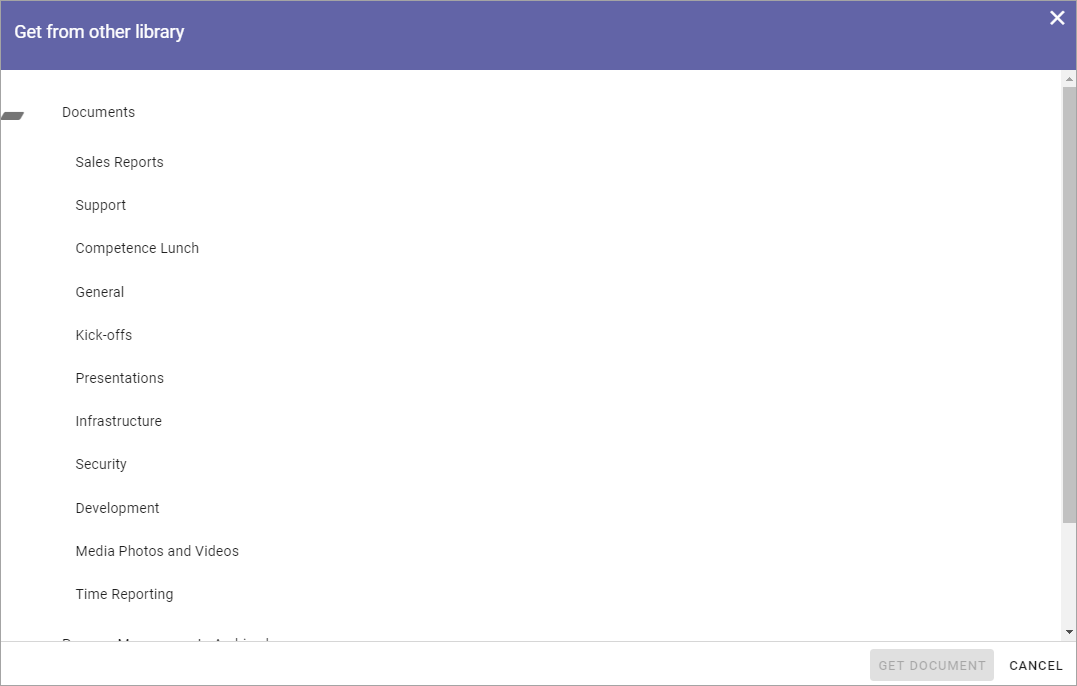 Get from other library
Documents
Sales Reports
Support
Competence Lunch
General
Kick-offs
Presentations
Infrastructure
Security
Development
Media Photos and Videos
Time Reporting
GET DOCUMENT
CANCEL